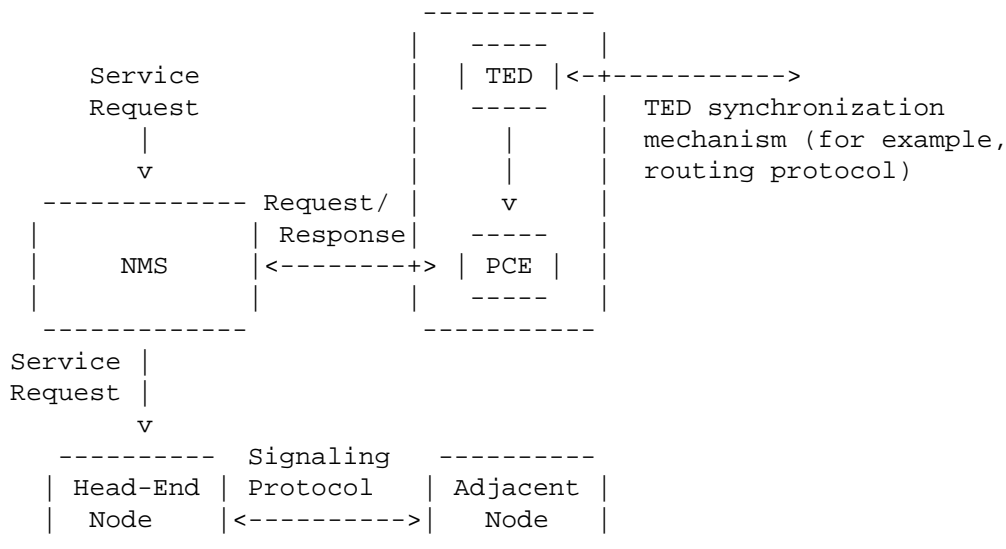 Service
Request
TED
TED synchronization
mechanism (for example,
routing protocol)
Request/
Response
NMS
PCE
Service
Request
Signaling
Protocol
Head-End
Node
Adjacent
Node